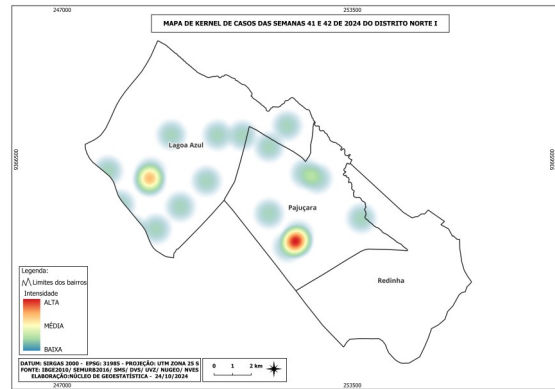 247000
253500
MAPA DE KERNEL DE CASOS DAS SEMANAS 41 E 42 DE 2024 DO DISTRITO NORTE I
9366500
9366500
Lagoa Azul
Pajuçara
Redinha
Legenda:
Limites dos bairros
Intensidade
ALTA
MÉDIA
BAIXA
DATUM: SIRGAS 2000 - EPSG: 31985 - PROJEÇÃO: UTM ZONA 25 S
FONTE: IBGE2010/ SEMURB2016/ SMS/ DVS/ UVZ/ NUGEO/ NVES
ELABORAÇÃO:NÚCLEO DE GEOESTATÍSTICA - 24/10/2024
0 1 2 km
247000
253500